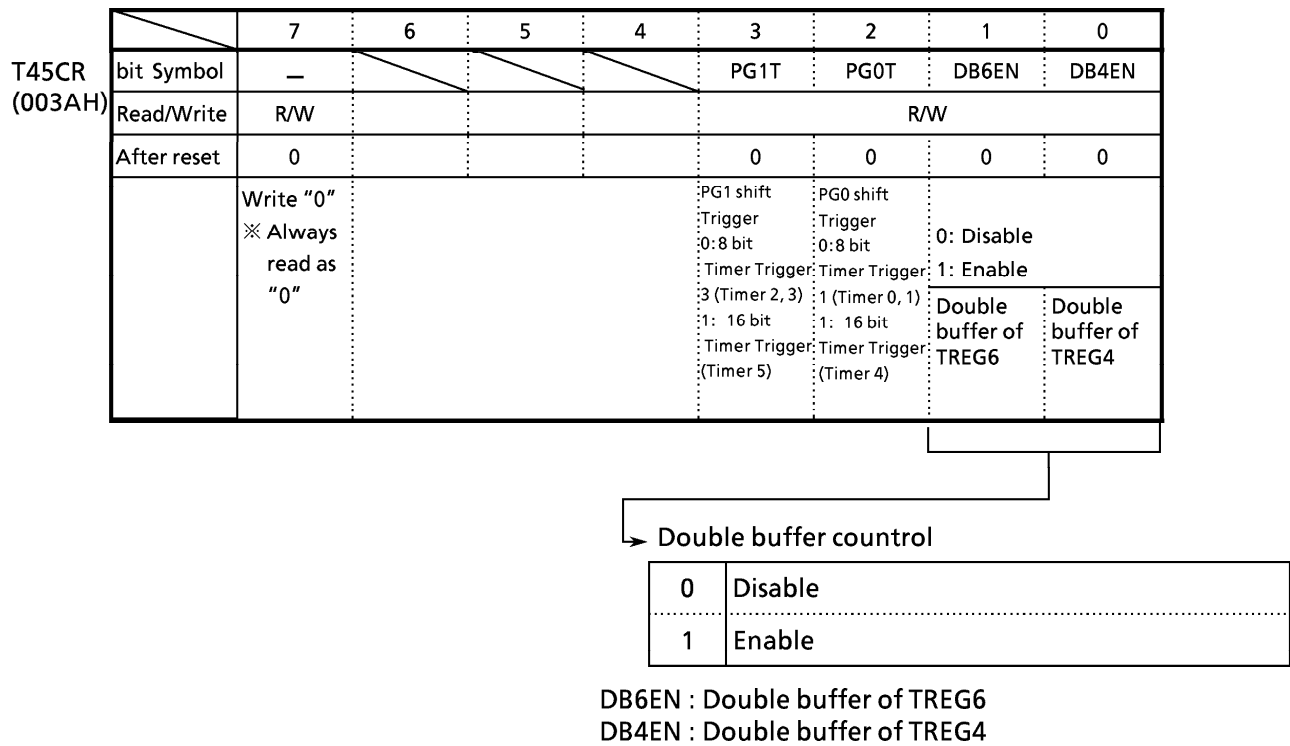 7 6 5 4 3 2 1 0
T45CR
(003AH)
bit Symbol – PG1T PG0T DB6EN DB4EN
Read/Write R/W R/W
After reset 0 0 0 0 0
Write "0"
※ Always
read as
"0"
PG1 shift
Trigger
0:8 bit
Timer Trigger
3 (Timer 2, 3)
1: 16 bit
Timer Trigger
(Timer 5)
PG0 shift
Trigger
0:8 bit
Timer Trigger
1 (Timer 0, 1)
1: 16 bit
Timer Trigger
(Timer 4)
0: Disable
1: Enable
Double
buffer of
TREG6
Double
buffer of
TREG4
Double buffer countrol
0 Disable
1 Enable
DB6EN : Double buffer of TREG6
DB4EN : Double buffer of TREG4